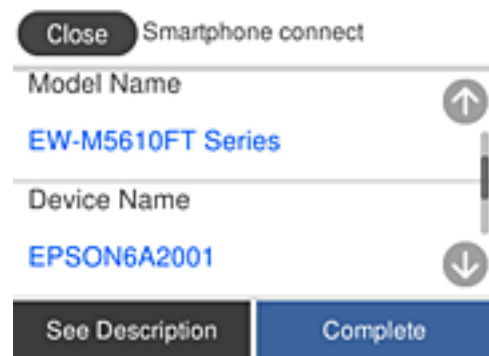 Close Smartphone connect
Model Name
EW-M5610FT Series
Device Name
EPSON6A2001
See Description Complete